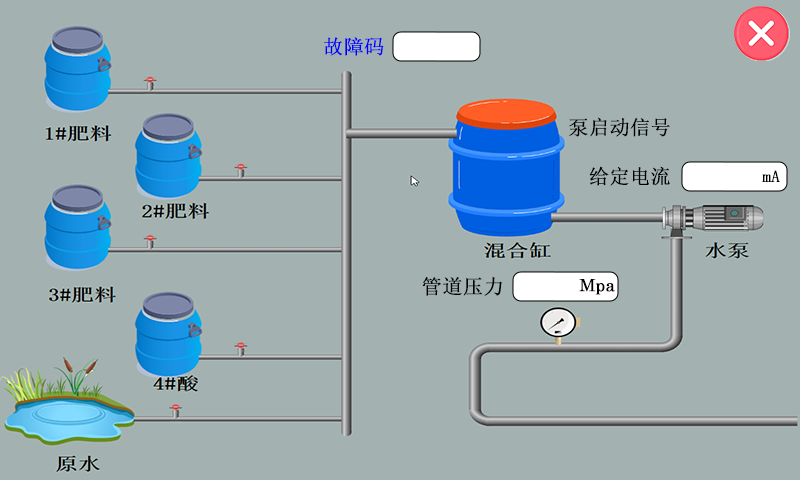 故障码
1#肥料
泵启动信号
给定电流
mA
2#肥料
混合缸
水泵
管道压力
Mpa
3#肥料
4#酸
原水